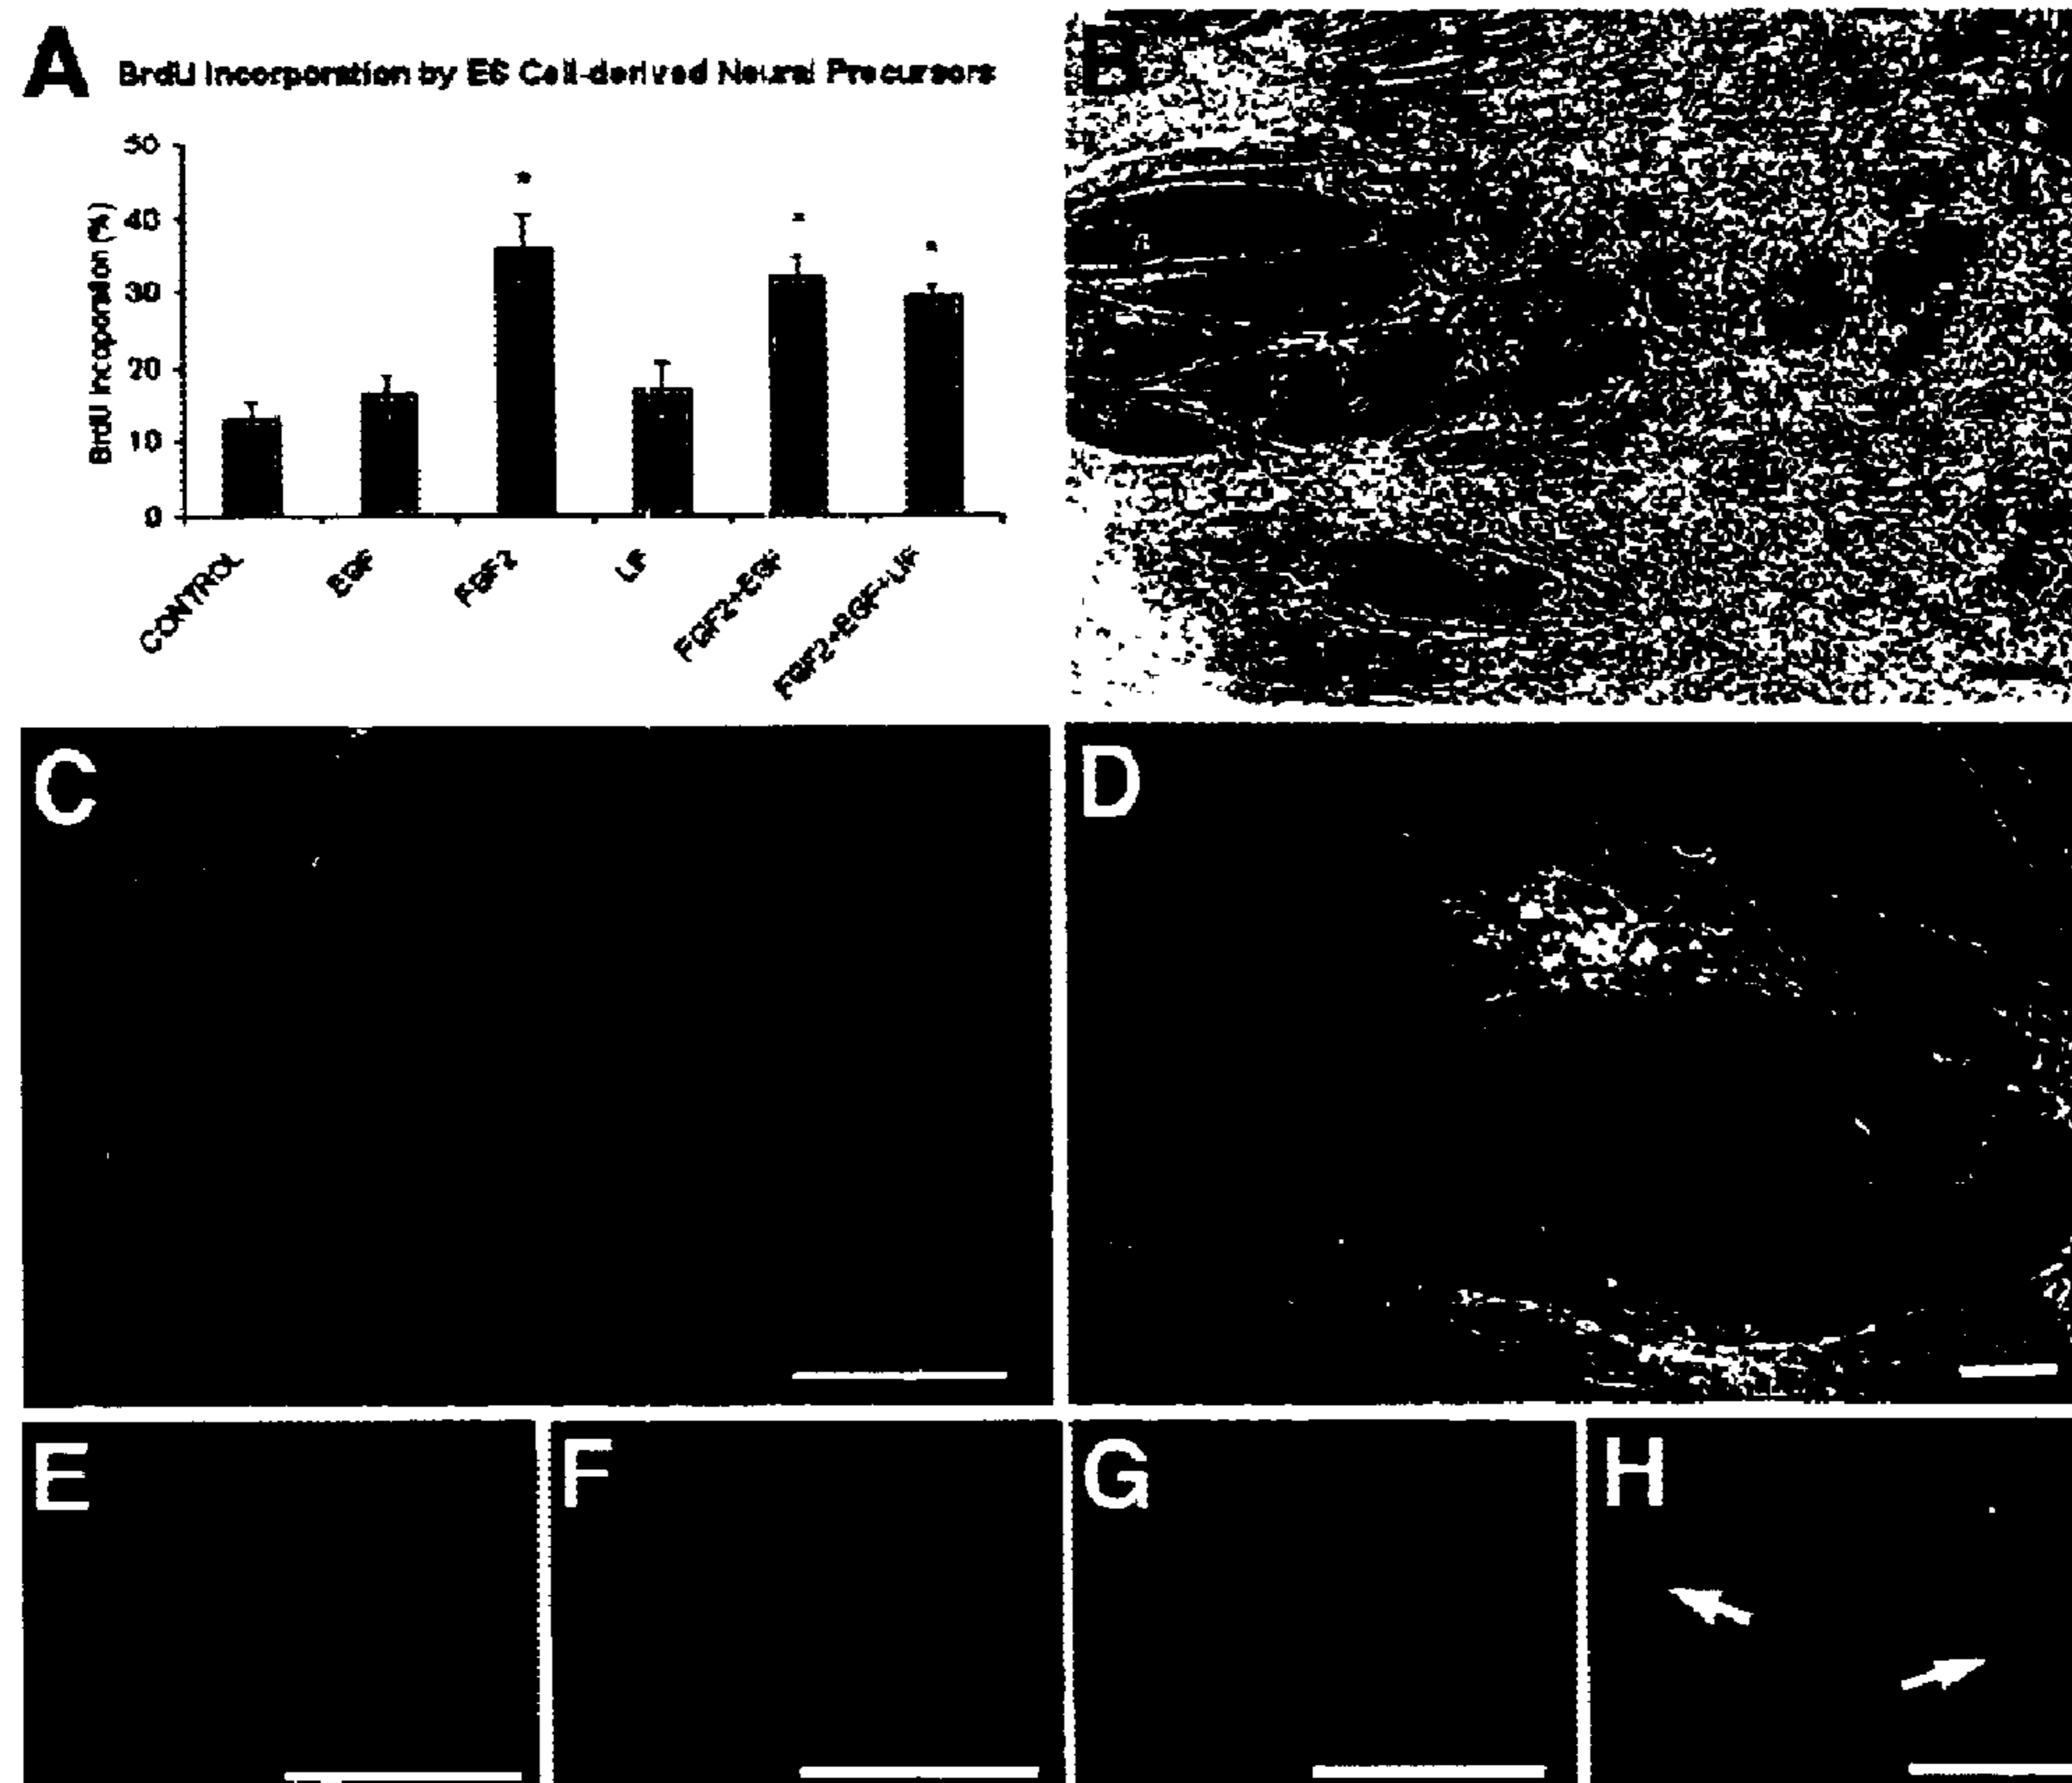 A
BrdU Incorporation by ES Cell-derived Neural Precursors
BrdU Incoporation (%)
50
40
30
20
10
0
CONTROL
EGF
FGF2
LIF
FGF2+EGF
FGF2+EGF+LIF
*
*
*
B
C
D
E
F
G
H